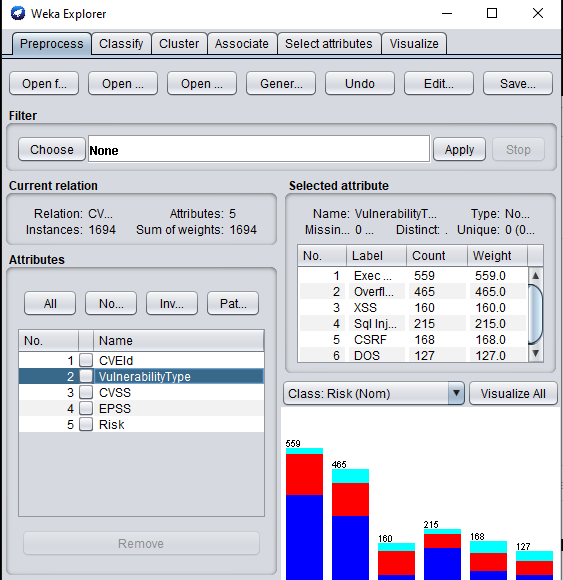 Weka Explorer
Preprocess Classify Cluster Associate Select attributes Visualize
Open f... Open ... Open ... Gener... Undo Edit... Save...
Filter
Choose None Apply Stop
Current relation
Relation: CV... Attributes: 5
Instances: 1694 Sum of weights: 1694
Selected attribute
Name: VulnerabilityT... Type: No...
Missin... 0 ... Distinct: . Unique: 0 (0...
No. Label Count Weight
1 Exec ... 559 559.0
2 Overfl... 465 465.0
3 XSS 160 160.0
4 Sql Inj... 215 215.0
5 CSRF 168 168.0
6 DOS 127 127.0
Attributes
All No... Inv... Pat...
No. Name
1 CVEId
2 VulnerabilityType
3 CVSS
4 EPSS
5 Risk
Remove
Class: Risk (Nom) Visualize All
559
465
160
215
168
127